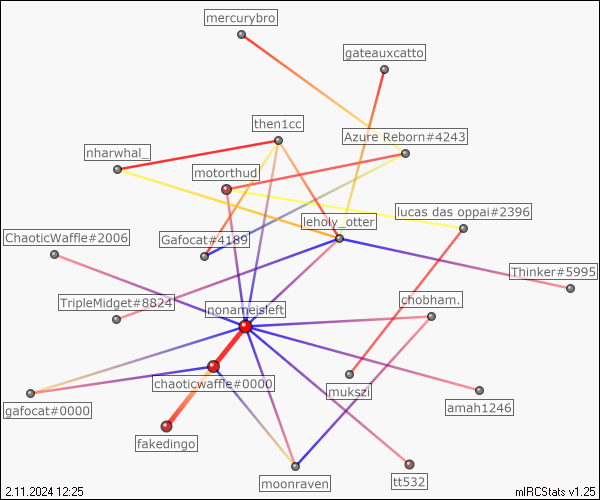 mercurybro
gateauxcatto
then1cc
Azure Reborn#4243
nharwhal_
motorthud
lucas das oppai#2396
leholy_otter
ChaoticWaffle#2006
Gafocat#4189
Thinker#5995
TripleMidget#8824
chobham.
nonameisleft
chaoticwaffle#0000
mukszi
gafocat#0000
amah1246
fakedingo
moonraven
tt532
2.11.2024 12:25
mIRCStats v1.25